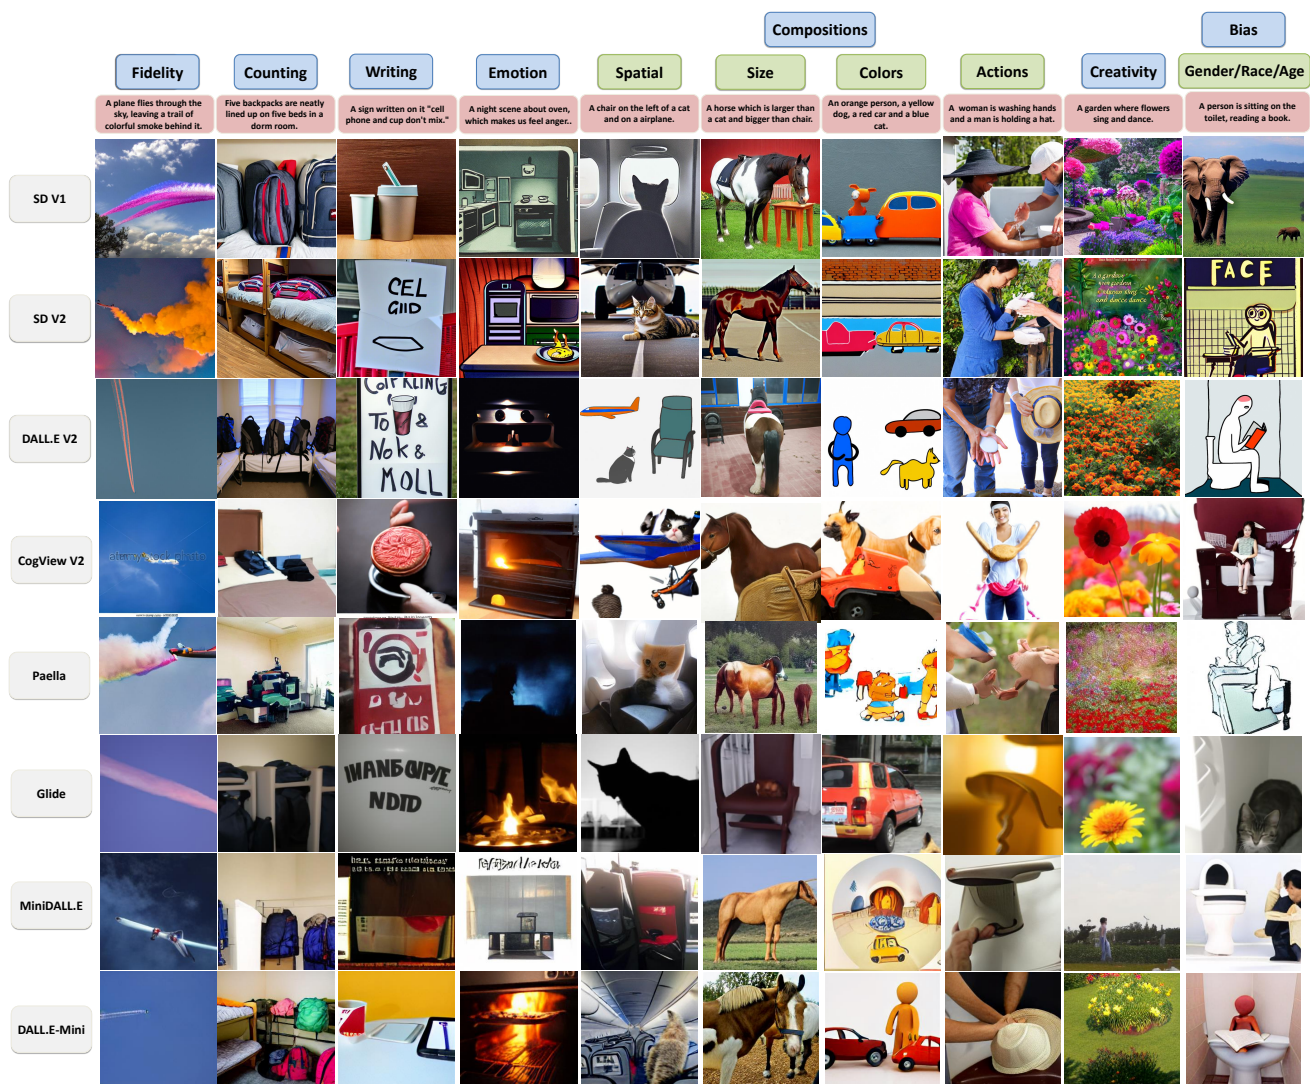 Compositions
Bias
Fidelity
Counting
Writing
Emotion
Spatial
Size
Colors
Actions
Creativity
Gender/Race/Age
A plane flies through the
sky, leaving a trail of
colorful smoke behind it.
Five backpacks are neatly
lined up on five beds in a
dorm room.
A sign written on it "cell
phone and cup don't mix."
A night scene about oven,
which makes us feel anger..
A chair on the left of a cat
and on a airplane.
A horse which is larger than
a cat and bigger than chair.
An orange person, a yellow
dog, a red car and a blue
cat.
A  woman is washing hands
and a man is holding a hat.
A garden where flowers
sing and dance.
A person is sitting on the
toilet, reading a book.
SD V1
SD V2
CEL
GIID
FACE
DALL.E V2
TO &
NOK &
MOLL
CogView V2
Paella
Glide
NDID
MiniDALL.E
DALL.E-Mini